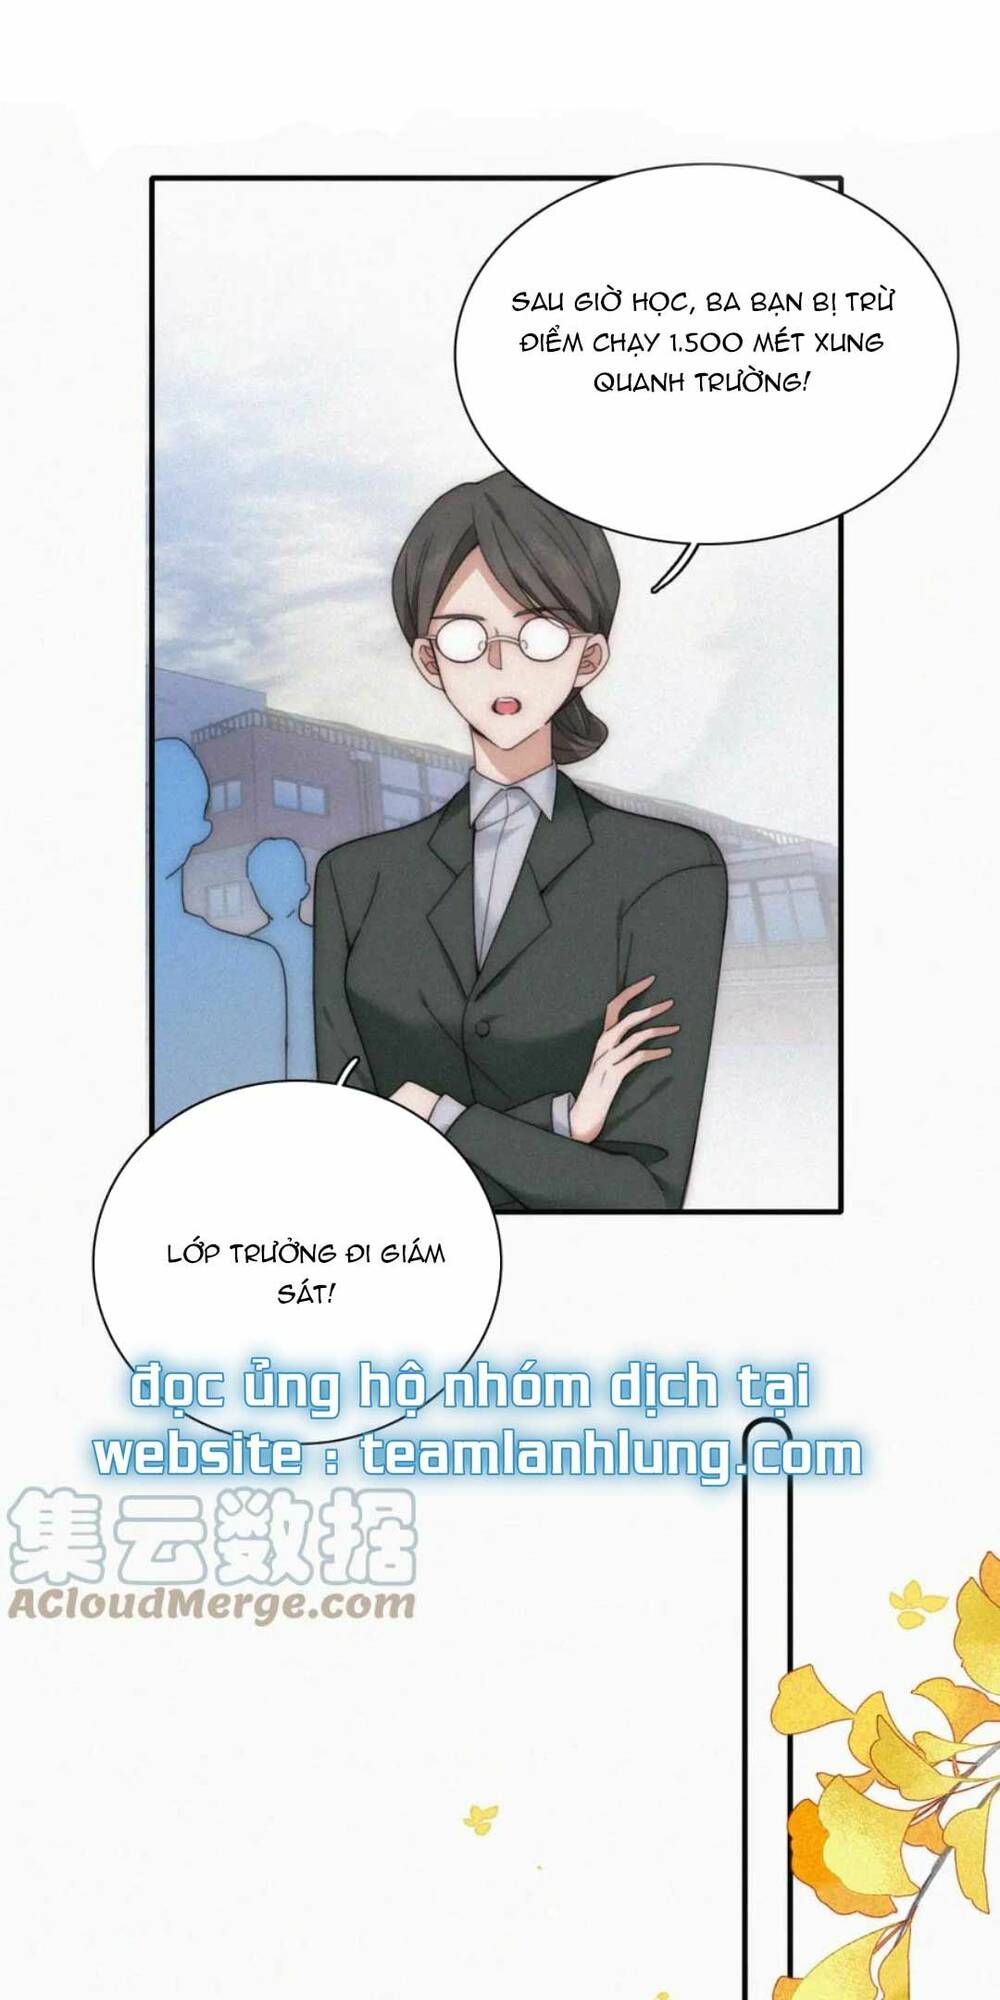 SAU GIỜ HỌC, BA BẠN BỊ TRỪ
ĐIỂM CHẠY 1.500 MÉT XUNG
QUANH TRƯỜNG!
LỚP TRƯỞNG ĐI GIÁM
SÁT!
đọc ủng hộ nhóm dịch tại
website : teamlanhlung.com
集云数据
ACloudMerge.com